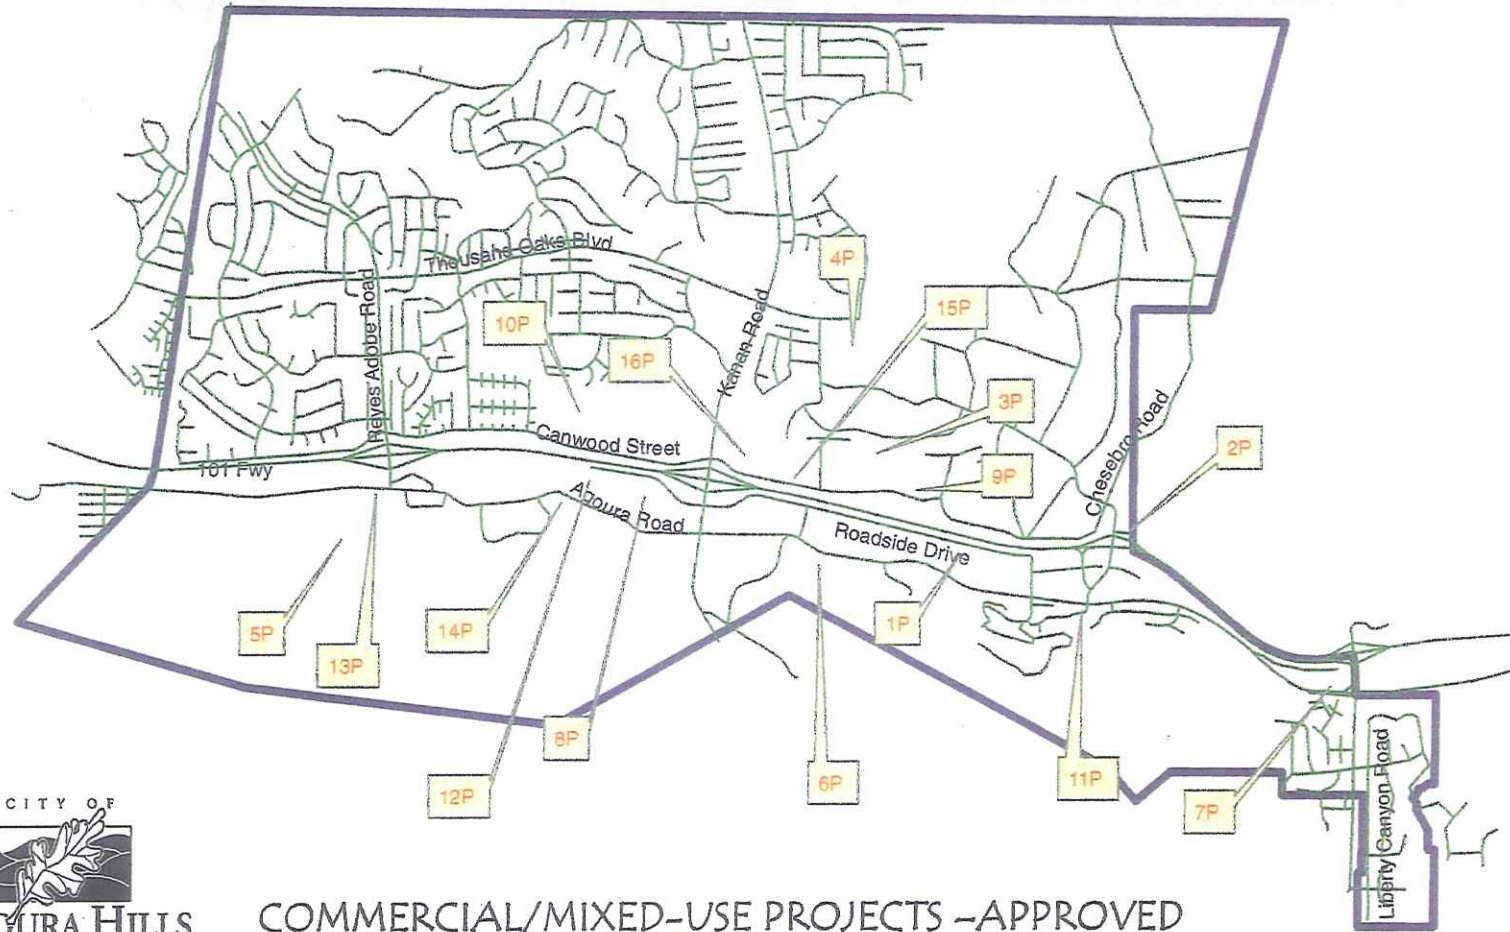 Thousand Oaks Blvd
4P
15P
10P
Reyes Adobe Road
Kanan Road
16P
3P
Chesebro Road
2P
Canwood Street
101 Fwy
9P
Agoura Road
Roadside Drive
5P
14P
1P
13P
8P
12P
6P
11P
7P
Liberty Canyon Road
CITY OF
OURA HILLS
COMMERCIAL/MIXED-USE PROJECTS -APPROVED